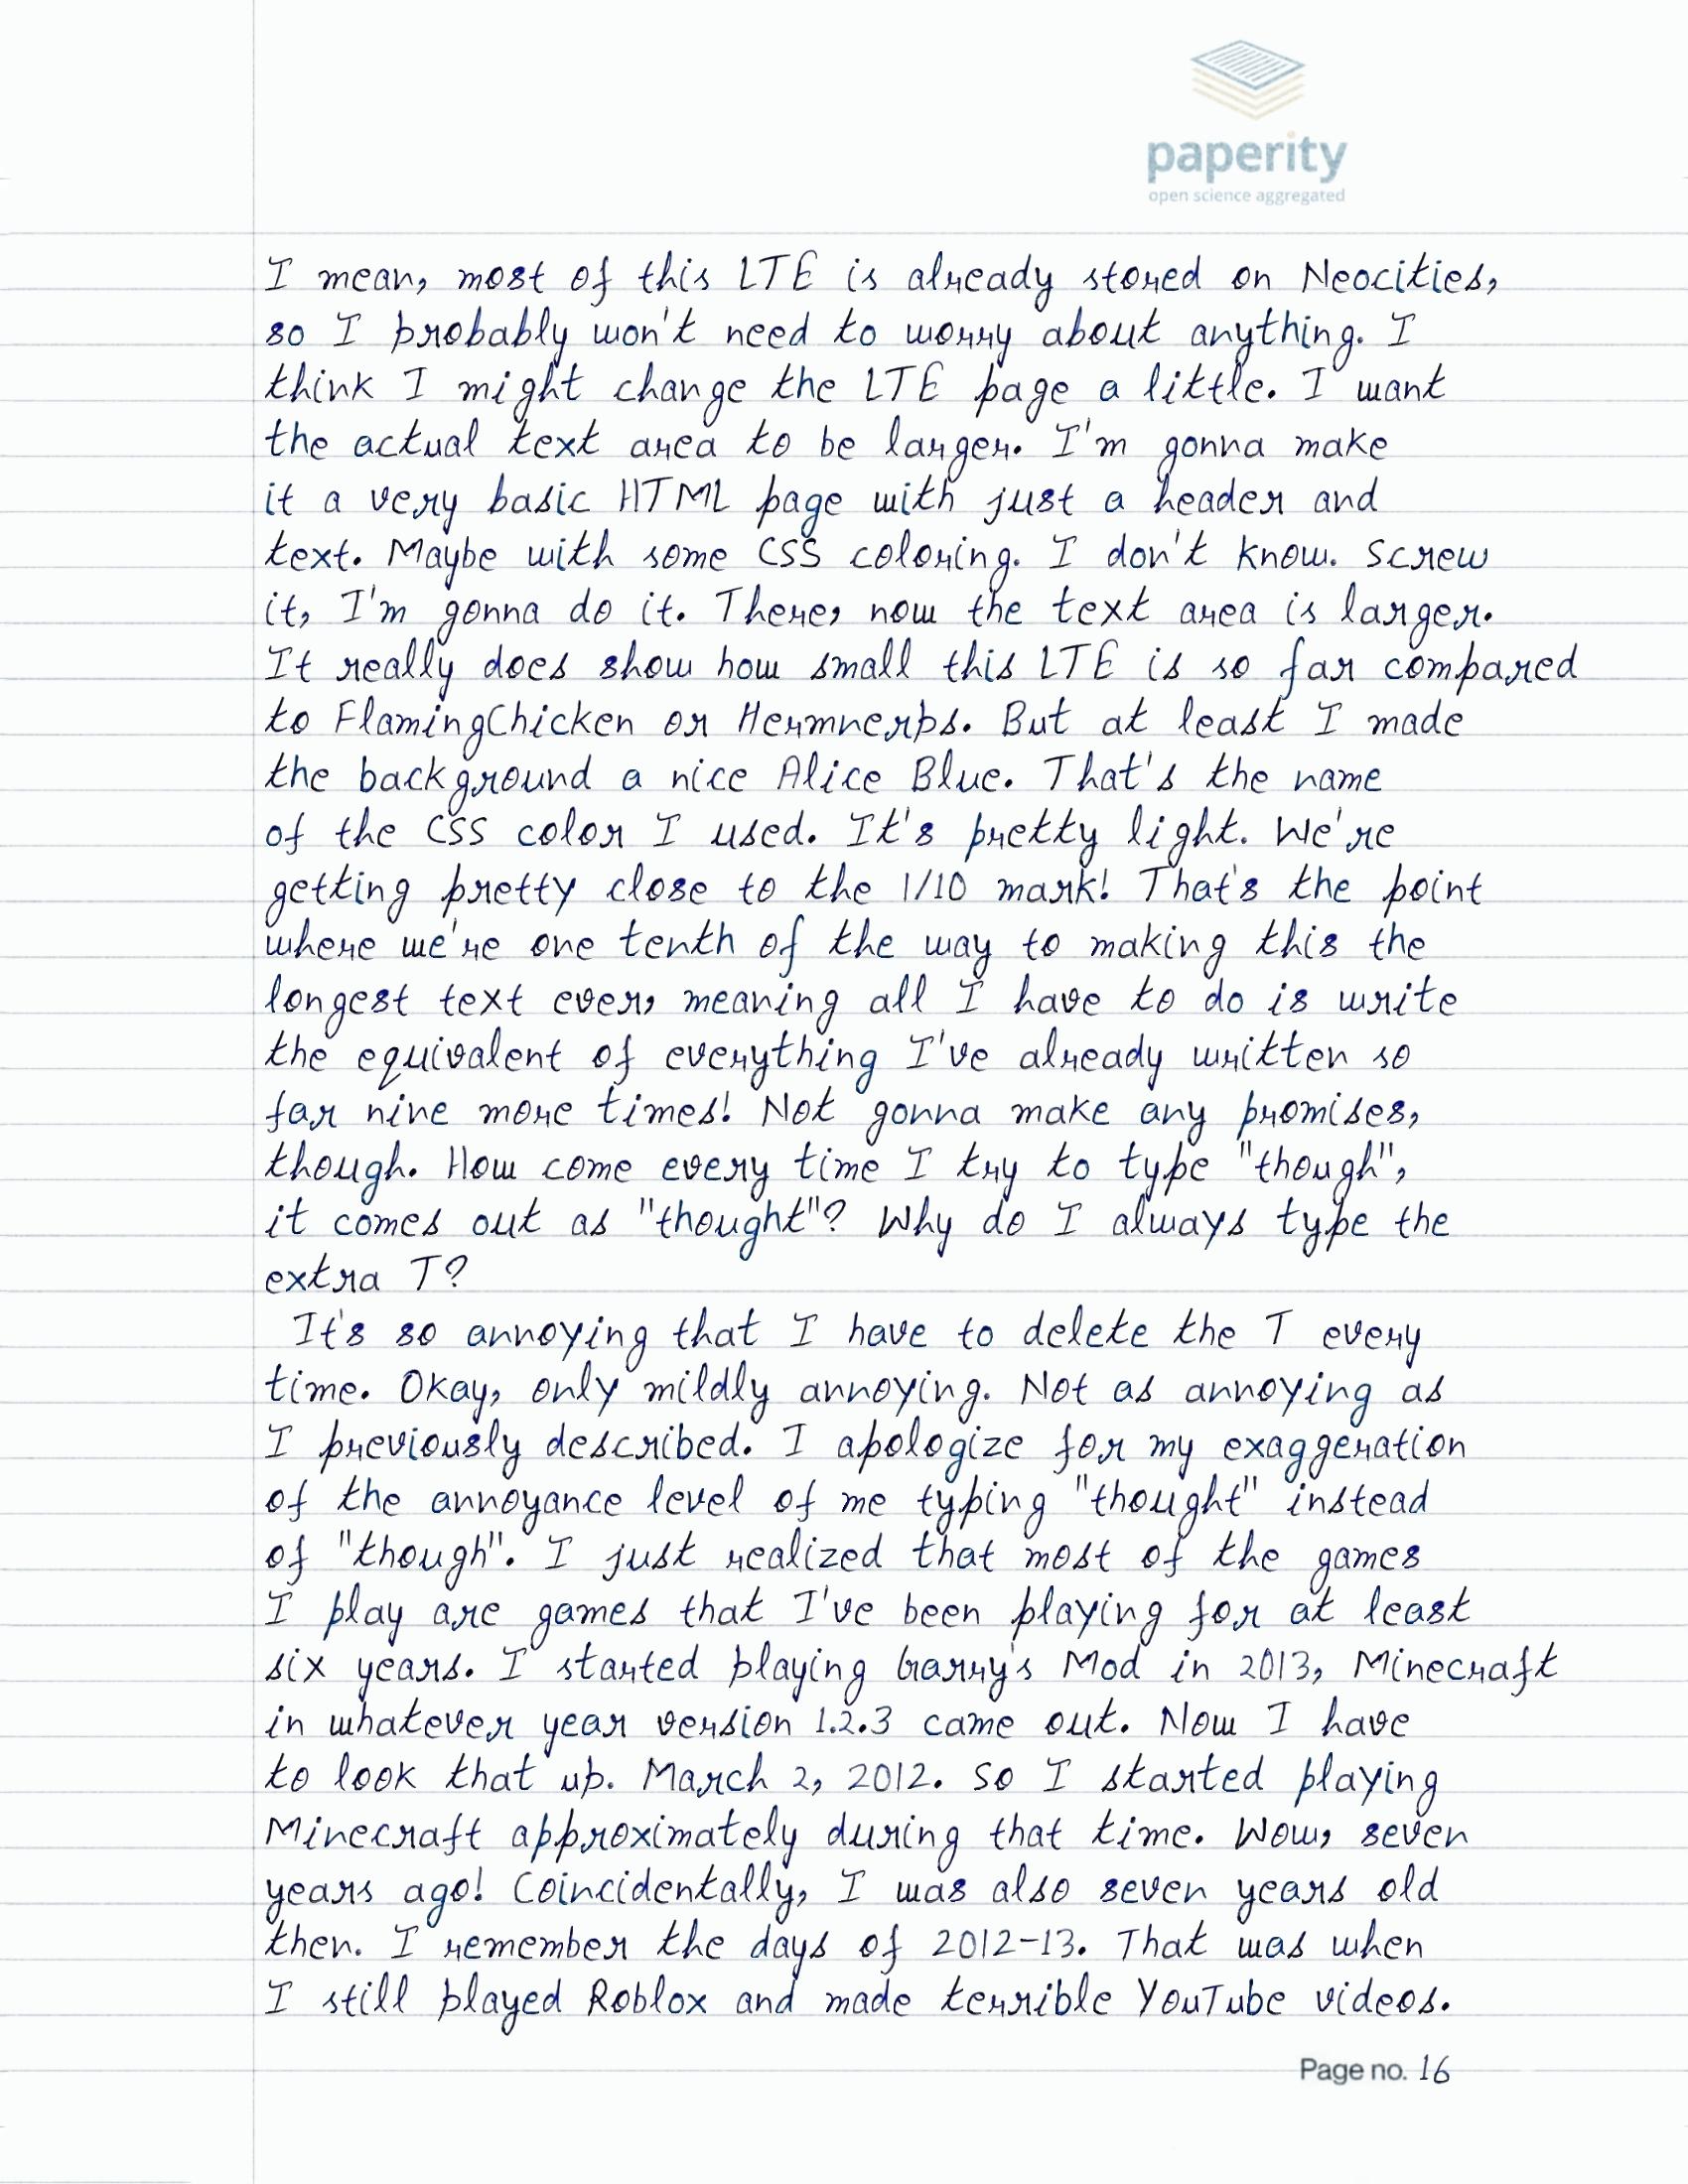 paperity
open science aggregated
I mean, most of this LTE is already stored on Neocities,
so I probably won't need to worry about anything. I
think I might change the LTE page a little. I want
the actual text area to be larger. I'm gonna make
it a very basic HTML page with just a header and
text. Maybe with some CSS coloring. I don't know. Screw
it, I'm gonna do it. There, now the text area is larger.
It really does show how small this LTE is so far compared
to FlamingChicken or Hermnerps. But at least I made
the background a nice Alice Blue. That's the name
of the CSS color I used. It's pretty light. We're
getting pretty close to the 1/10 mark! That's the point
where we're one tenth of the way to making this the
longest text ever, meaning all I have to do is write
the equivalent of everything I've already written so
far nine more times! Not gonna make any promises,
though. How come every time I try to type "though",
it comes out as "thought"? Why do I always type the
extra T?
It's so annoying that I have to delete the T every
time. Okay, only mildly annoying. Not as annoying as
I previously described. I apologize for my exaggeration
of the annoyance level of me typing "thought" instead
of "though". I just realized that most of the games
I play are games that I've been playing for at least
six years. I started playing Garry's Mod in 2013, Minecraft
in whatever year version 1.2.3 came out. Now I have
to look that up. March 2, 2012. So I started playing
Minecraft approximately during that time. Wow, seven
years ago! Coincidentally, I was also seven years old
then. I remember the days of 2012-13. That was when
I still played Roblox and made terrible YouTube videos.
Page no. 16